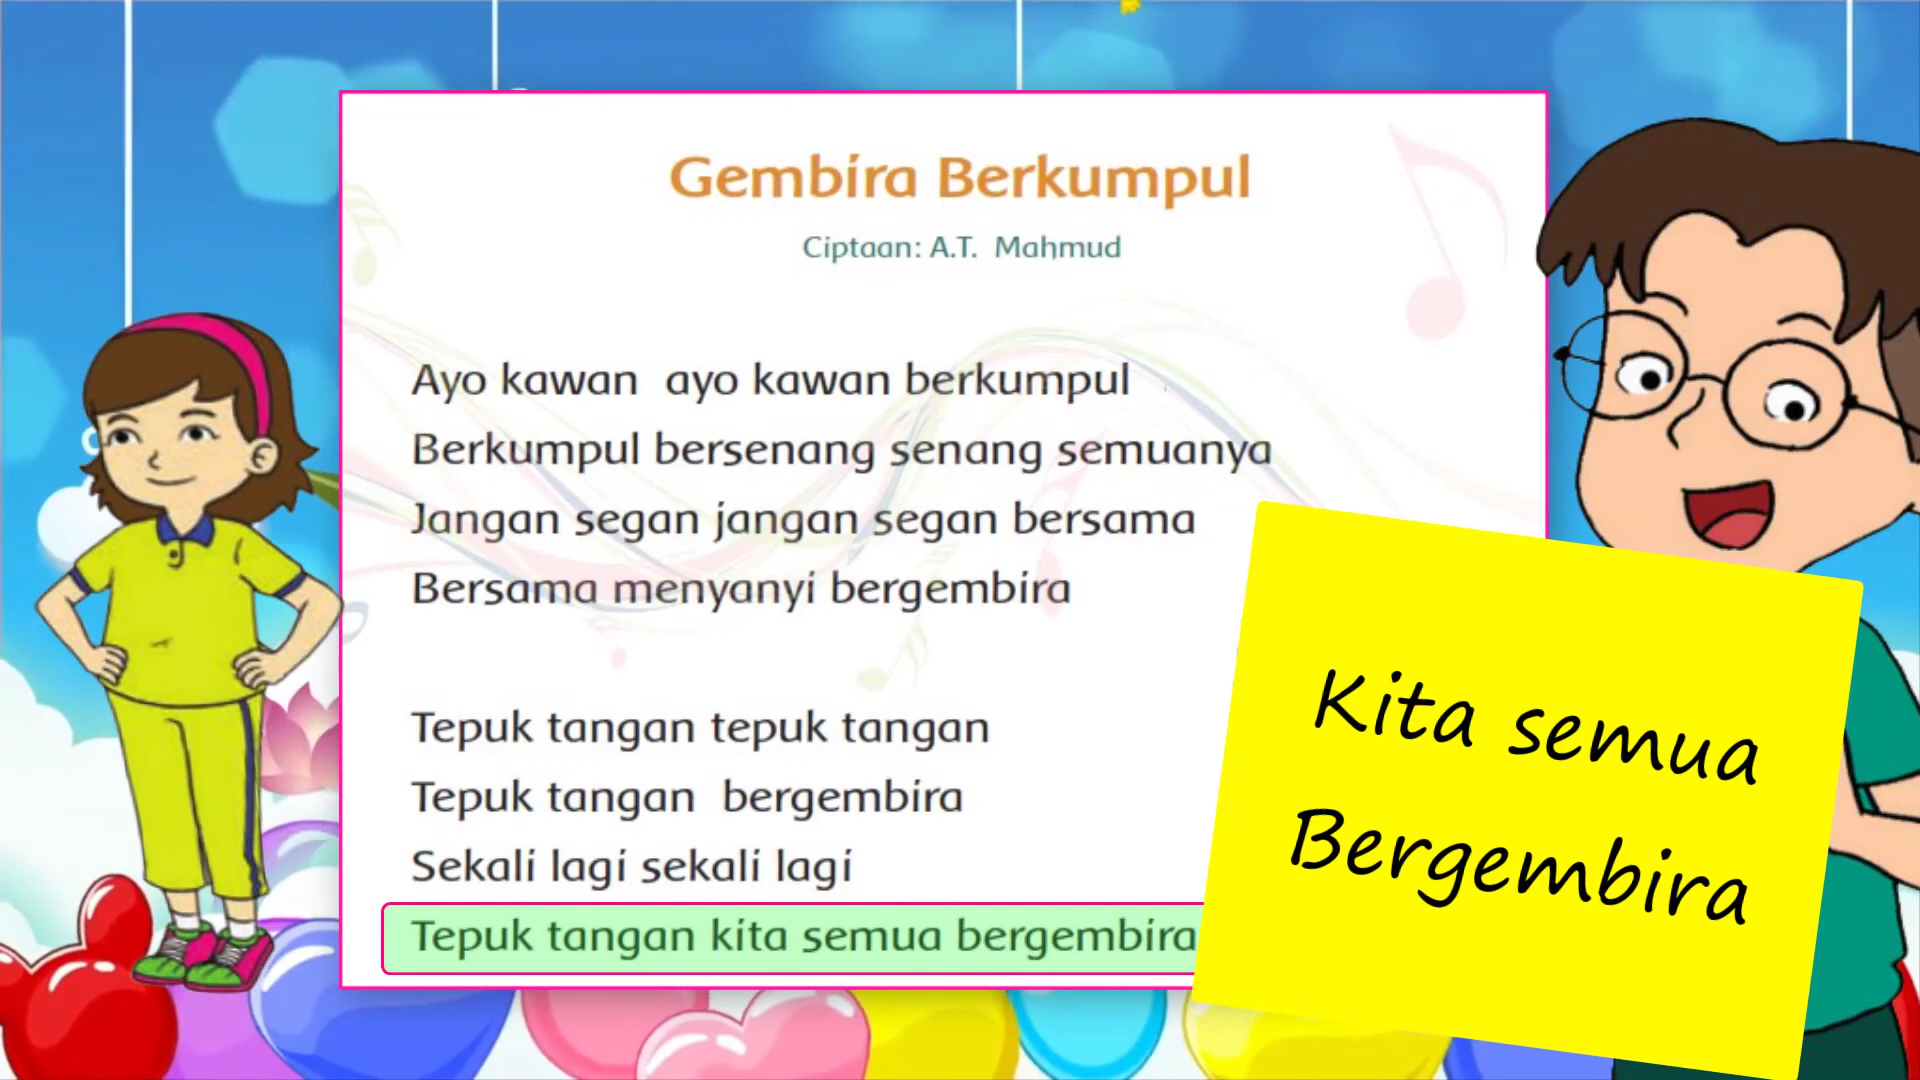 Gembira Berkumpul
Ciptaan: A.T. Mahmud
Ayo kawan ayo kawan berkumpul
Berkumpul bersenang senang semuanya
Jangan segan jangan segan bersama
Bersama menyanyi bergembira
Tepuk tangan tepuk tangan
Tepuk tangan bergembira
Sekali lagi sekali lagi
Tepuk tangan kita semua bergembira
Kita semua
Bergembira